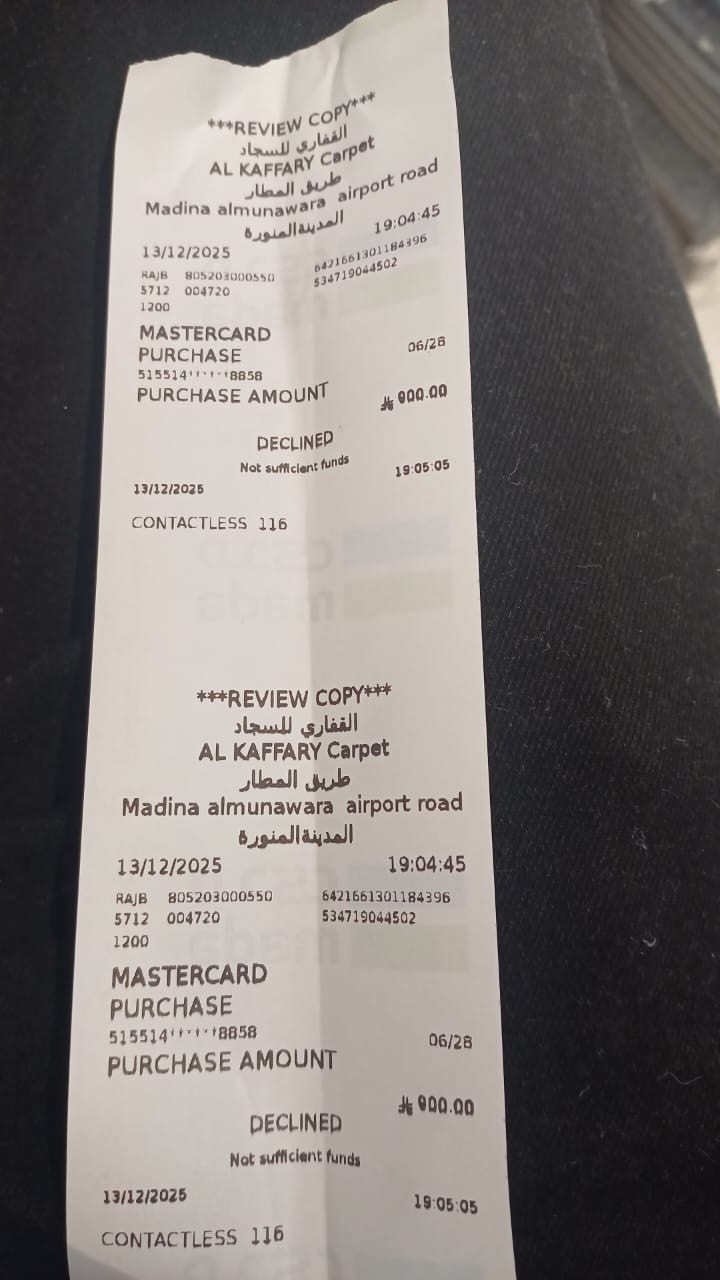 ***REVIEW COPY***
القفاري للسجاد
AL KAFFARY Carpet
طريق المطار
Madina almunawara airport road
المدينةالمنورة
13/12/2025 19:04:45
RAJB 805203000550 6421661301184396
5712 004720 534719044502
1200
MASTERCARD
PURCHASE 06/28
515514******8858
PURCHASE AMOUNT
900.00
DECLINED
Not sufficient funds
13/12/2025 19:05:05
CONTACTLESS 116
***REVIEW COPY***
القفاري للسجاد
AL KAFFARY Carpet
طريق المطار
Madina almunawara airport road
المدينةالمنورة
13/12/2025 19:04:45
RAJB 805203000550 6421661301184396
5712 004720 534719044502
1200
MASTERCARD
PURCHASE
515514******8858 06/28
PURCHASE AMOUNT
900.00
DECLINED
Not sufficient funds
13/12/2025 19:05:05
CONTACTLESS 116